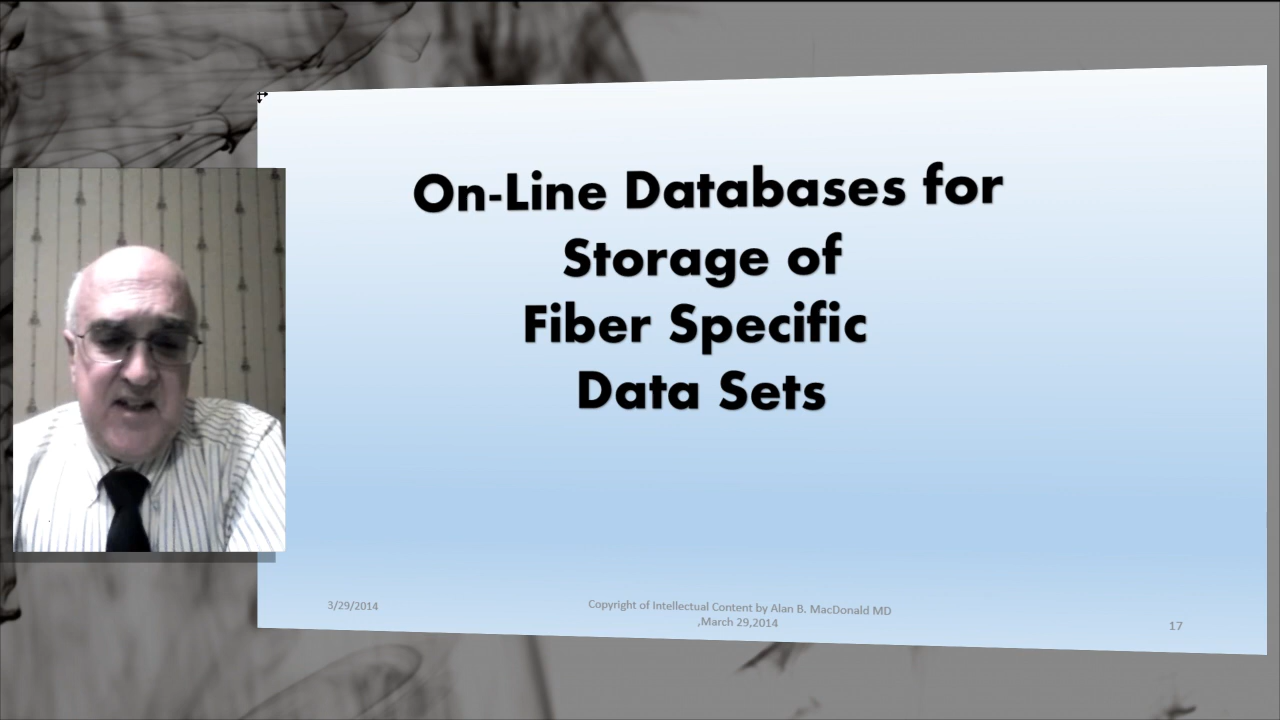 On-Line Databases for
Storage of
Fiber Specific
Data Sets
3/29/2014
Copyright of Intellectual Content by Alan B. MacDonald MD
,March 29,2014
17